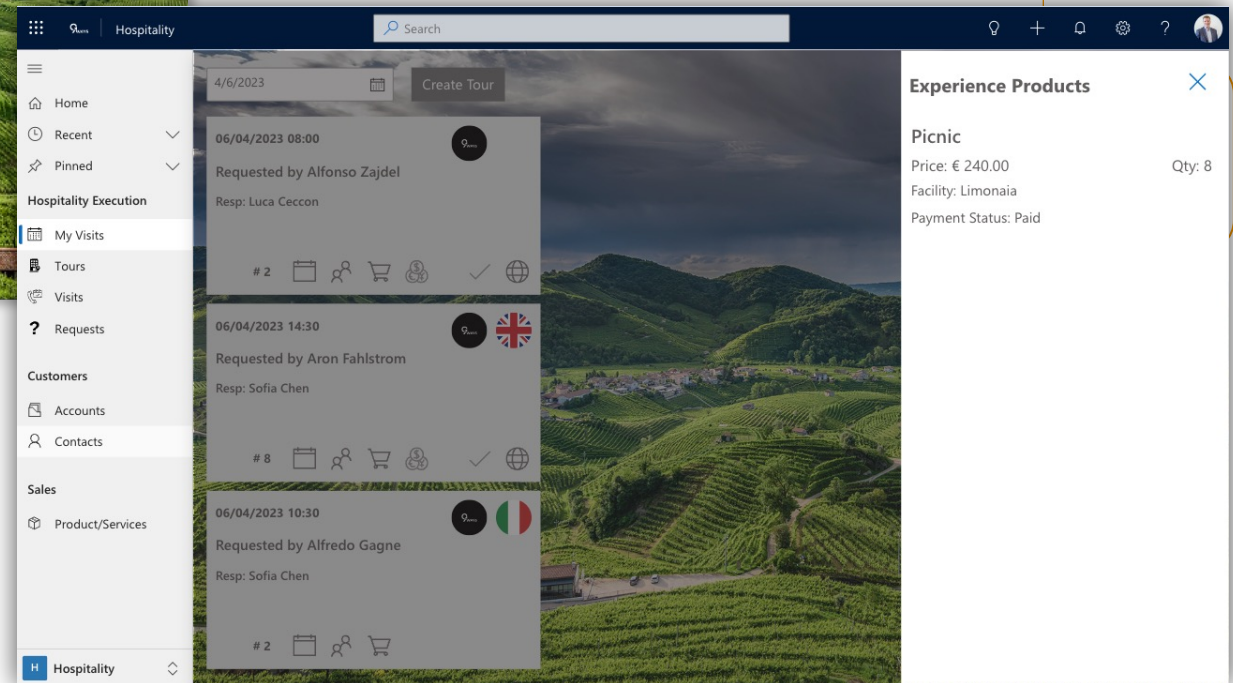 Hospitality
Search
?
Home
Recent
Pinned
Hospitality Execution
My Visits
Tours
Visits
? Requests
Customers
Accounts
Contacts
Sales
Product/Services
H Hospitality
4/6/2023
Create Tour
06/04/2023 08:00
Requested by Alfonso Zajdel
Resp: Luca Ceccon
# 2
06/04/2023 14:30
Requested by Aron Fahlstrom
Resp: Sofia Chen
# 8
06/04/2023 10:30
Requested by Alfredo Gagne
Resp: Sofia Chen
# 2
Experience Products
Picnic
Price: € 240.00 Qty: 8
Facility: Limonaia
Payment Status: Paid